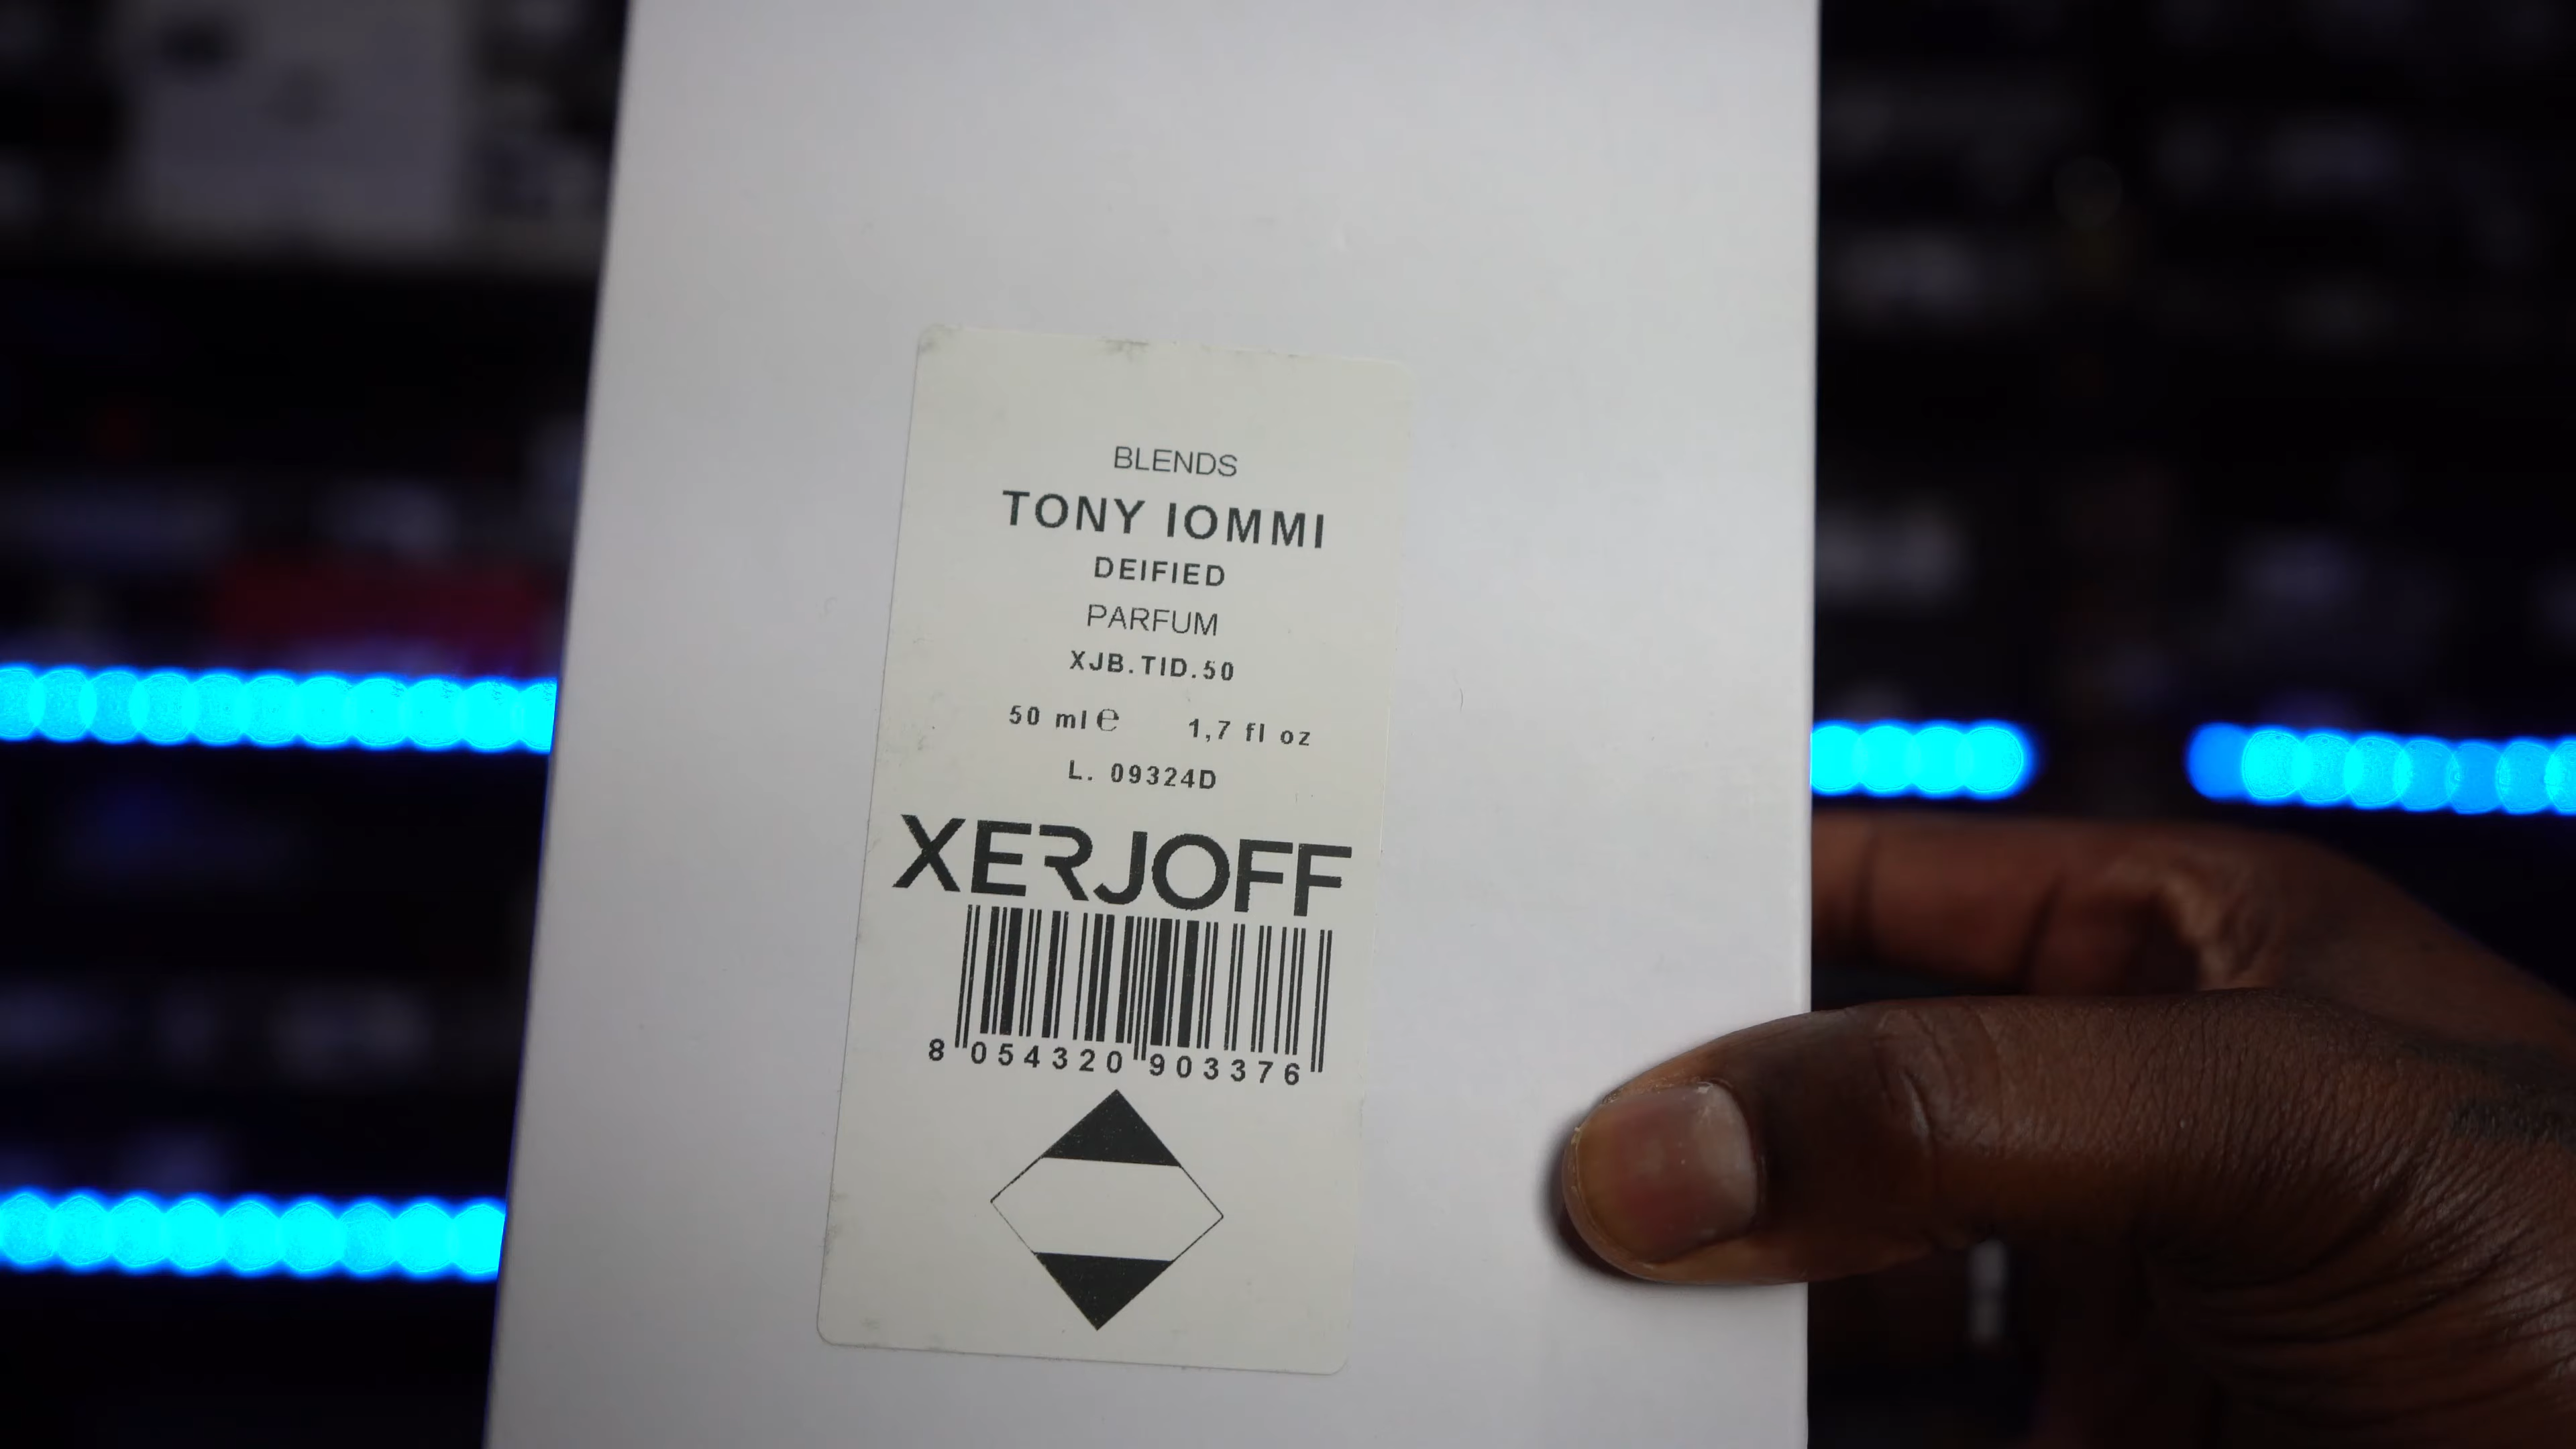 BLENDS
TONY IOMMI
DEIFIED
PARFUM
XJB.TID.50
50 ml ℮ 1,7 fl oz
L. 09324D
XERJOFF
8 054320 903376